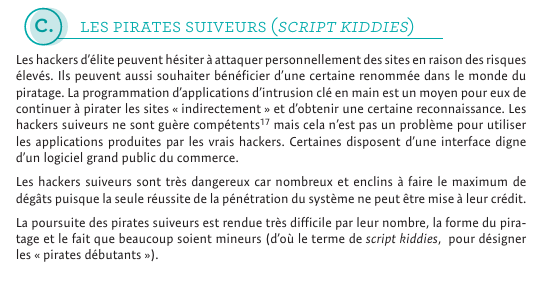 C. LES PIRATES SUIVEURS (SCRIPT KIDDIES)
Les hackers d'élite peuvent hésiter à attaquer personnellement des sites en raison des risques
élevés. Ils peuvent aussi souhaiter bénéficier d'une certaine renommée dans le monde du
piratage. La programmation d'applications d'intrusion clé en main est un moyen pour eux de
continuer à pirater les sites « indirectement » et d'obtenir une certaine reconnaissance. Les
hackers suiveurs ne sont guère compétents17 mais cela n'est pas un problème pour utiliser
les applications produites par les vrais hackers. Certaines disposent d'une interface digne
d'un logiciel grand public du commerce.
Les hackers suiveurs sont très dangereux car nombreux et enclins à faire le maximum de
dégâts puisque la seule réussite de la pénétration du système ne peut être mise à leur crédit.
La poursuite des pirates suiveurs est rendue très difficile par leur nombre, la forme du pira-
tage et le fait que beaucoup soient mineurs (d'où le terme de script kiddies, pour désigner
les « pirates débutants »).